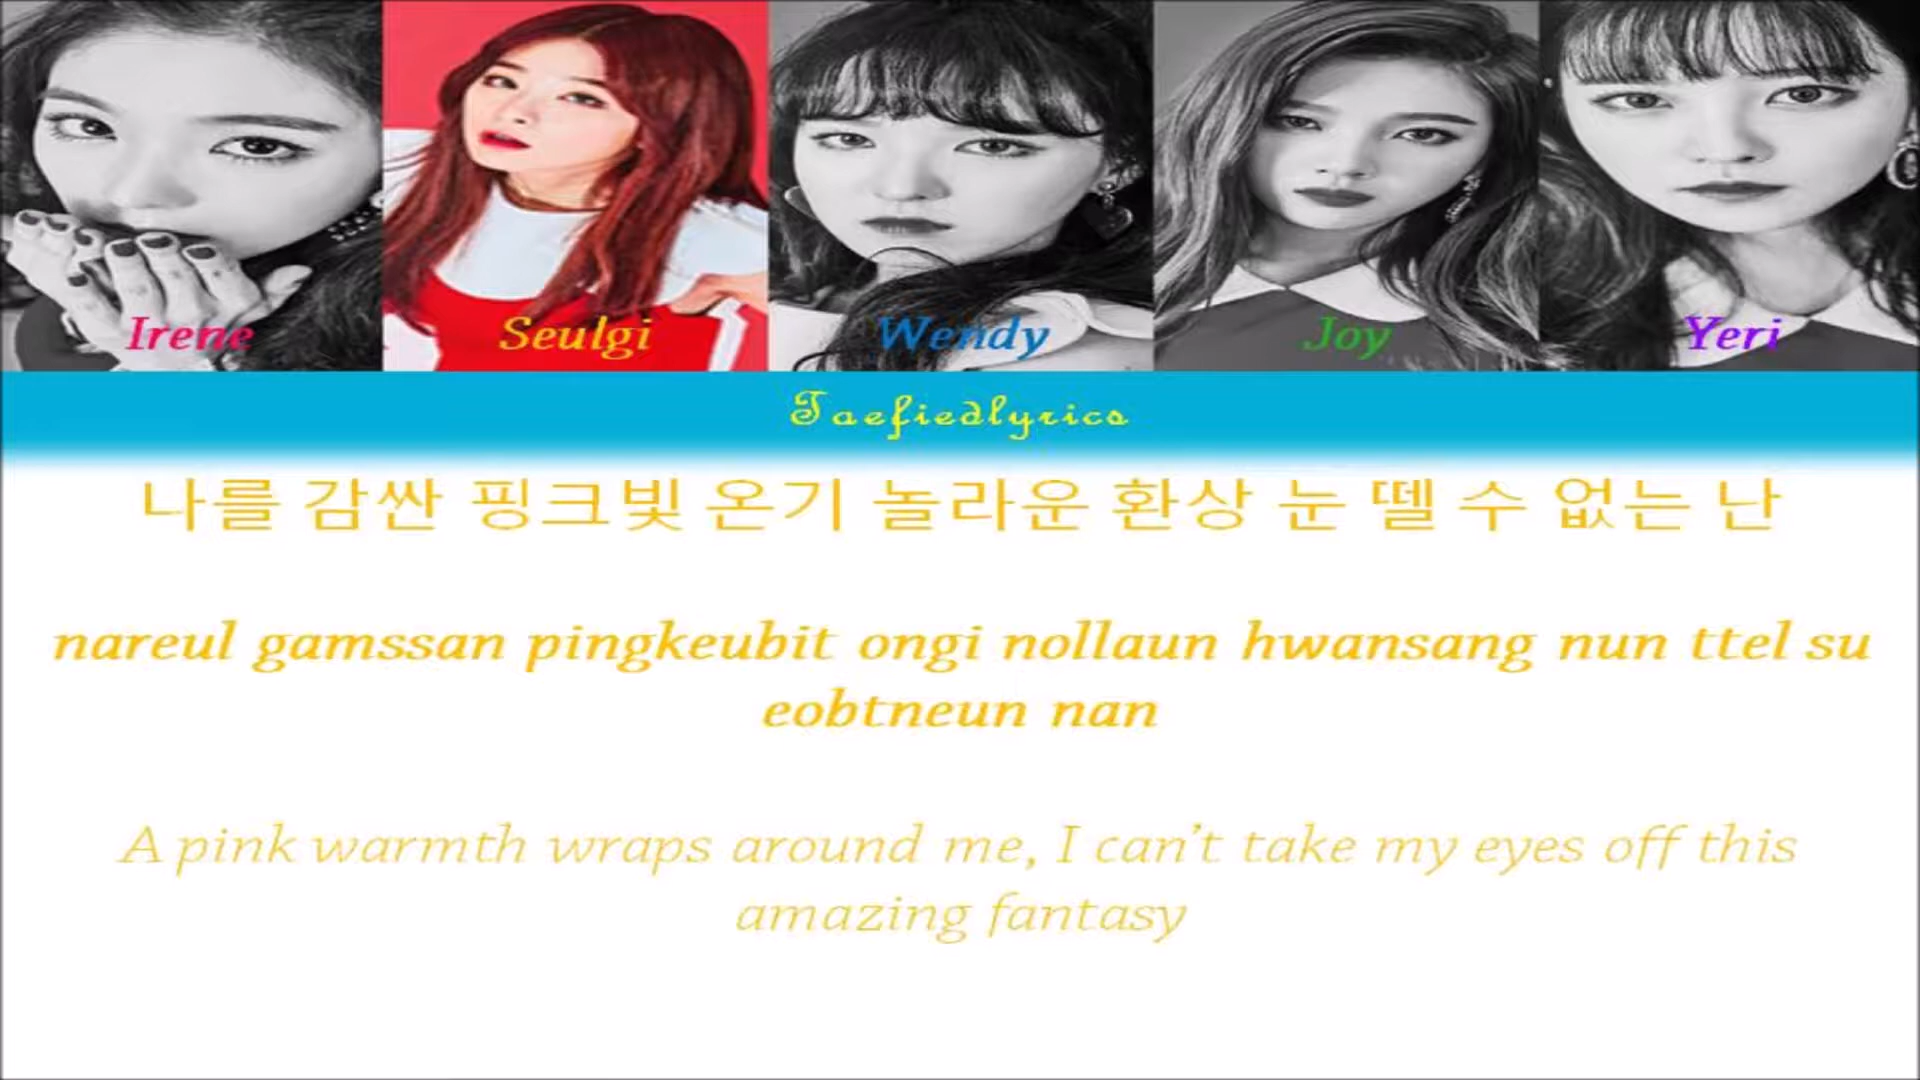 Irene Seulgi Wendy Joy Yeri
Taefiedlyrics
나를 감싼 핑크빛 온기 놀라운 환상 눈 뗄 수 없는 난
nareul gamssan pingkeubit ongi nollaun hwansang nun ttel su
eobtneun nan
A pink warmth wraps around me, I can't take my eyes off this
amazing fantasy